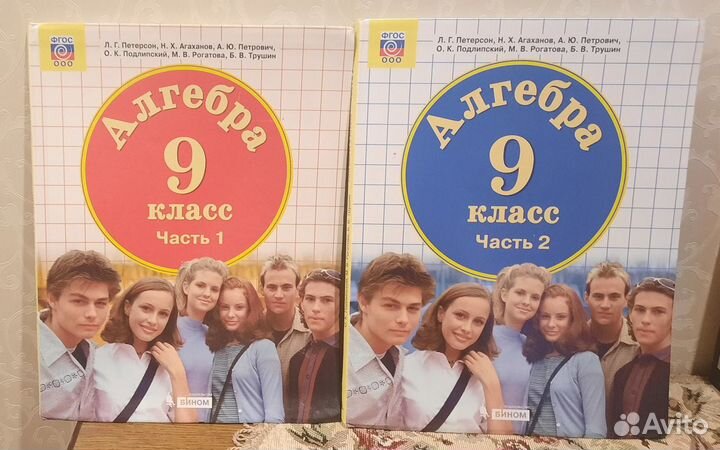 ФГОС
ООО
Л. Г. Петерсон, Н. Х. Агаханов, А. Ю. Петрович,
О. К. Подлипский, М. В. Рогатова, Б. В. Трушин
Алгебра
9
класс
Часть 1
БИНОМ
ФГОС
ООО
Л. Г. Петерсон, Н. Х. Агаханов, А. Ю. Петрович,
О. К. Подлипский, М. В. Рогатова, Б. В. Трушин
Алгебра
9
класс
Часть 2
БИНОМ
Avito